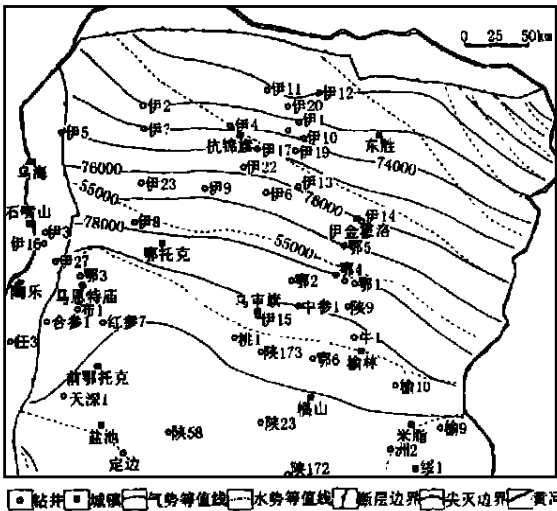 0 25 50km
伊11
伊12
伊20
伊2
伊1
伊5
伊7
伊4
伊10
杭锦旗
伊17
伊19
东胜
乌海
76000
伊22
74000
55000
伊23
伊9
伊6
伊13
78000
石嘴山
78000
伊8
伊14
伊3
伊金霍洛
伊16
鄂托克
55000
鄂5
伊27
鄂3
鄂4
鄂2
鄂1
陶乐
马恩特庙
乌审旗
中参1
陕9
布1
伊15
合参1
红参7
任3
桃1
牛1
陕173
鄂6
榆林
前鄂托克
榆10
天深1
横山
盐池
陕58
陕23
米脂
榆9
定边
洲2
陕172
绥1
钻井
城镇
气势等值线
水势等值线
断层边界
尖灭边界
黄河